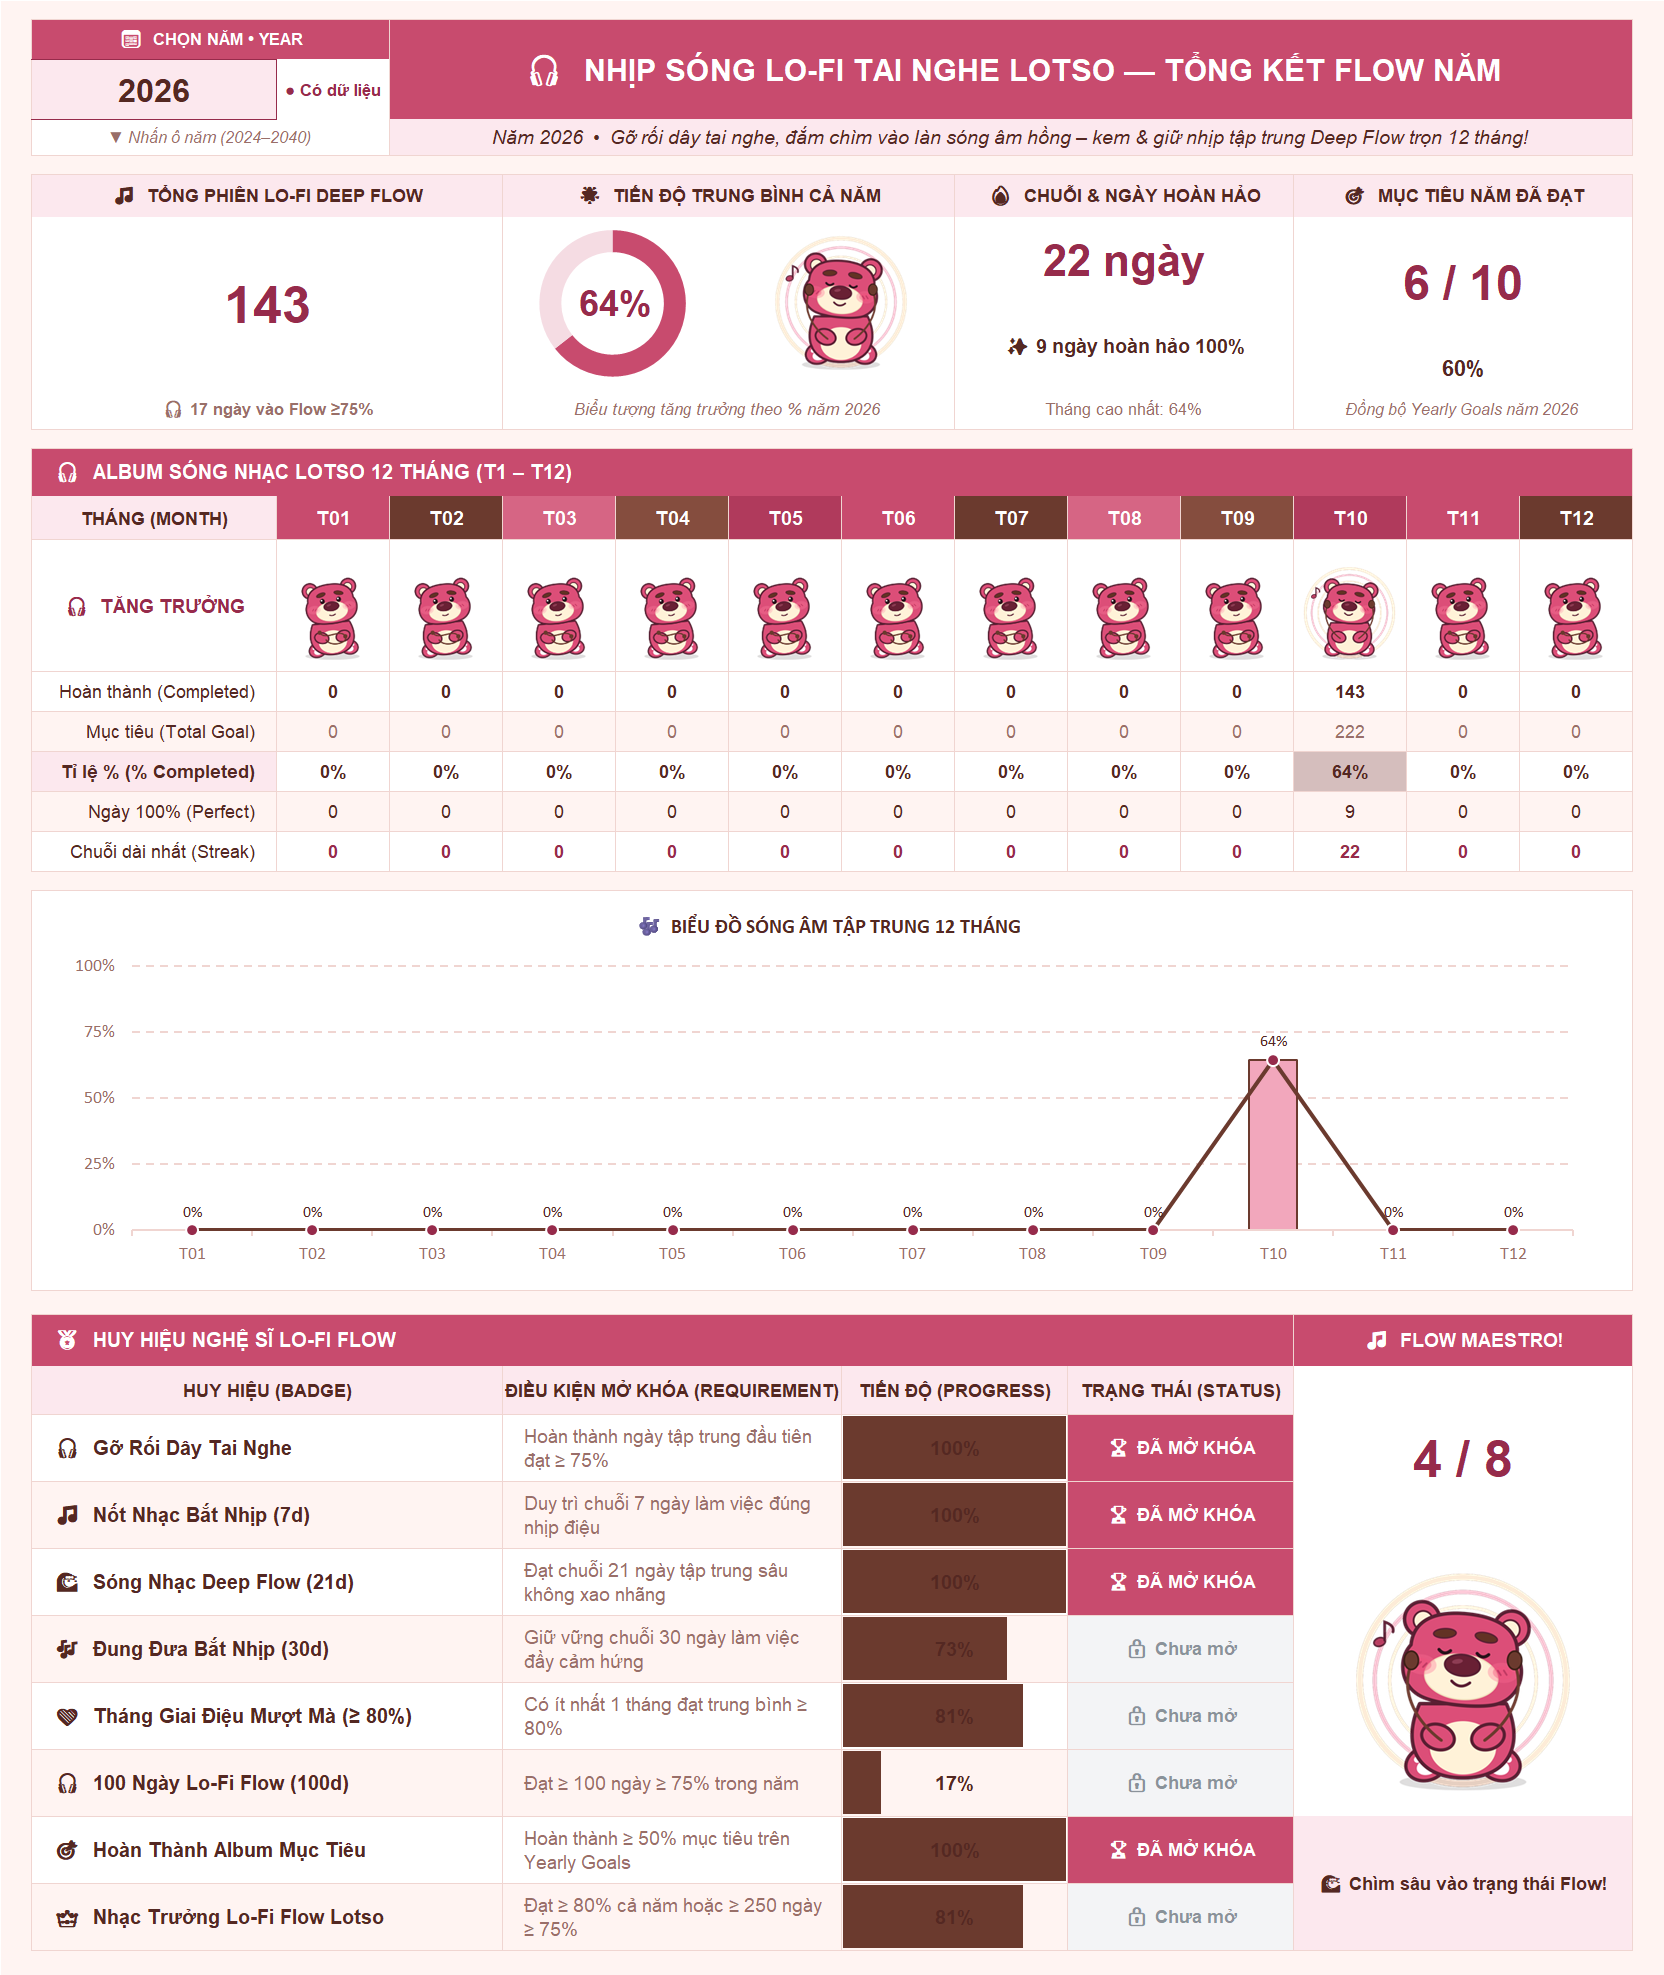 CHỌN NĂM • YEAR
2026
● Có dữ liệu
▼ Nhấn ô năm (2024–2040)
NHỊP SÓNG LO-FI TAI NGHE LOTSO — TỔNG KẾT FLOW NĂM
Năm 2026 • Gỡ rối dây tai nghe, đắm chìm vào làn sóng âm hồng – kem & giữ nhịp tập trung Deep Flow trọn 12 tháng!
TỔNG PHIÊN LO-FI DEEP FLOW
143
17 ngày vào Flow ≥75%
TIẾN ĐỘ TRUNG BÌNH CẢ NĂM
64%
Biểu tượng tăng trưởng theo % năm 2026
CHUỖI & NGÀY HOÀN HẢO
22 ngày
9 ngày hoàn hảo 100%
Tháng cao nhất: 64%
MỤC TIÊU NĂM ĐÃ ĐẠT
6 / 10
60%
Đồng bộ Yearly Goals năm 2026
ALBUM SÓNG NHẠC LOTSO 12 THÁNG (T1 – T12)
THÁNG (MONTH) T01 T02 T03 T04 T05 T06 T07 T08 T09 T10 T11 T12
TĂNG TRƯỞNG
Hoàn thành (Completed) 0 0 0 0 0 0 0 0 0 143 0 0
Mục tiêu (Total Goal) 0 0 0 0 0 0 0 0 0 222 0 0
Tỉ lệ % (% Completed) 0% 0% 0% 0% 0% 0% 0% 0% 0% 64% 0% 0%
Ngày 100% (Perfect) 0 0 0 0 0 0 0 0 0 9 0 0
Chuỗi dài nhất (Streak) 0 0 0 0 0 0 0 0 0 22 0 0
BIỂU ĐỒ SÓNG ÂM TẬP TRUNG 12 THÁNG
100%
75%
64%
50%
25%
0% 0% 0% 0% 0% 0% 0% 0% 0% 0% 0%
0%
T01 T02 T03 T04 T05 T06 T07 T08 T09 T10 T11 T12
HUY HIỆU NGHỆ SĨ LO-FI FLOW
FLOW MAESTRO!
HUY HIỆU (BADGE) ĐIỀU KIỆN MỞ KHÓA (REQUIREMENT) TIẾN ĐỘ (PROGRESS) TRẠNG THÁI (STATUS)
Gỡ Rối Dây Tai Nghe
Hoàn thành ngày tập trung đầu tiên
đạt ≥ 75%
100%
ĐÃ MỞ KHÓA
Nốt Nhạc Bắt Nhịp (7d)
Duy trì chuỗi 7 ngày làm việc đúng
nhịp điệu
100%
ĐÃ MỞ KHÓA
Sóng Nhạc Deep Flow (21d)
Đạt chuỗi 21 ngày tập trung sâu
không xao nhãng
100%
ĐÃ MỞ KHÓA
Đung Đưa Bắt Nhịp (30d)
Giữ vững chuỗi 30 ngày làm việc
đầy cảm hứng
73%
Chưa mở
Tháng Giai Điệu Mượt Mà (≥ 80%)
Có ít nhất 1 tháng đạt trung bình ≥
80%
81%
Chưa mở
100 Ngày Lo-Fi Flow (100d)
Đạt ≥ 100 ngày ≥ 75% trong năm
17%
Chưa mở
Hoàn Thành Album Mục Tiêu
Hoàn thành ≥ 50% mục tiêu trên
Yearly Goals
100%
ĐÃ MỞ KHÓA
Nhạc Trưởng Lo-Fi Flow Lotso
Đạt ≥ 80% cả năm hoặc ≥ 250 ngày
≥ 75%
81%
Chưa mở
4 / 8
Chìm sâu vào trạng thái Flow!